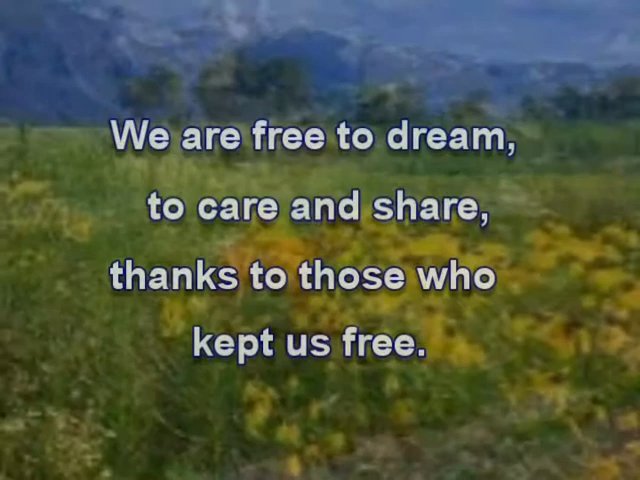 We are free to dream,
to care and share,
thanks to those who
kept us free.